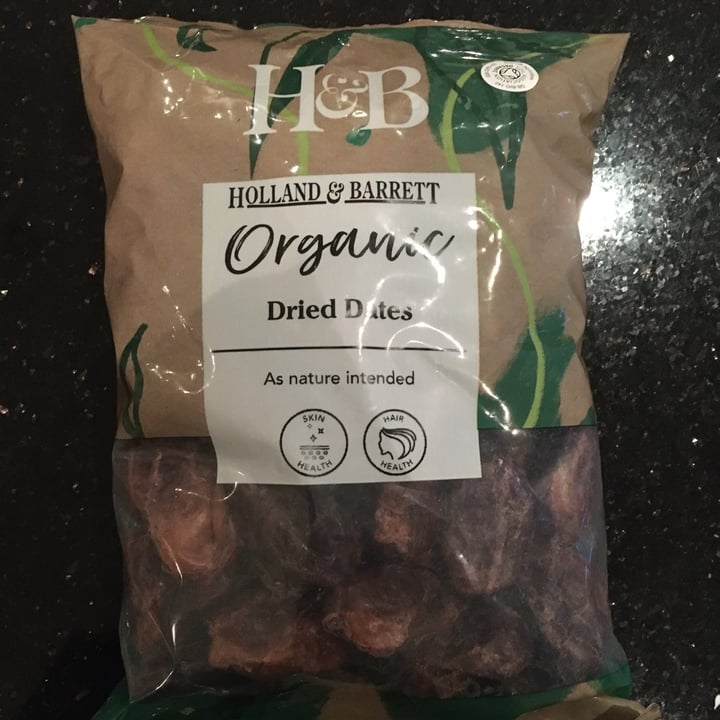 H&B
HOLLAND & BARRETT
Organic
Dried Dates
As nature intended
SKIN
HEALTH
HAIR
HEALTH